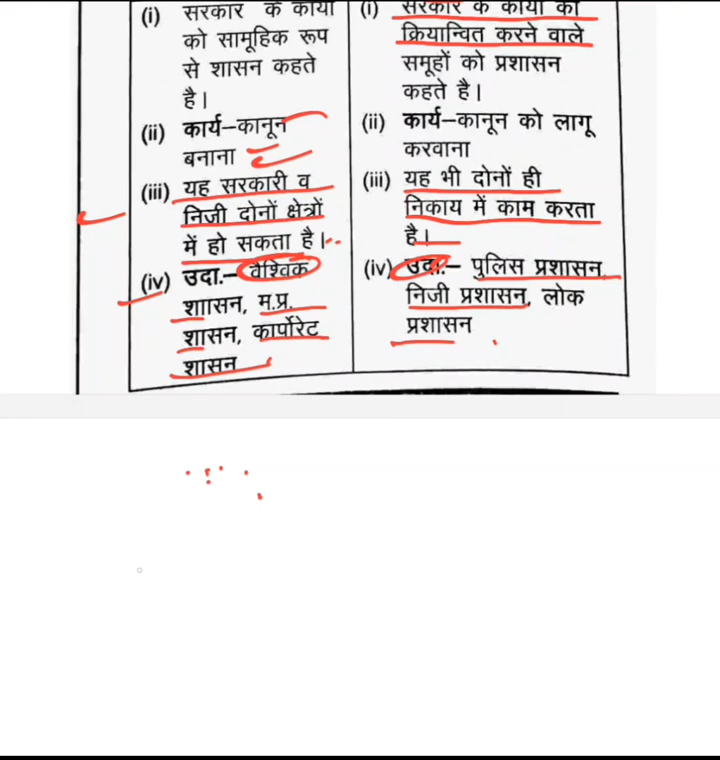 (i) सरकार के कार्यों
को सामूहिक रूप
से शासन कहते
है।
(ii) कार्य–कानून
बनाना
(iii) यह सरकारी व
निजी दोनों क्षेत्रों
में हो सकता है।
(iv) उदा.– वैश्विक
शाासन, म.प्र.
शासन, कार्पोरेट
शासन
(i) सरकार के कार्यों को
क्रियान्वित करने वाले
समूहों को प्रशासन
कहते है।
(ii) कार्य–कानून को लागू
करवाना
(iii) यह भी दोनों ही
निकाय में काम करता
है।
(iv) उदा.– पुलिस प्रशासन,
निजी प्रशासन, लोक
प्रशासन